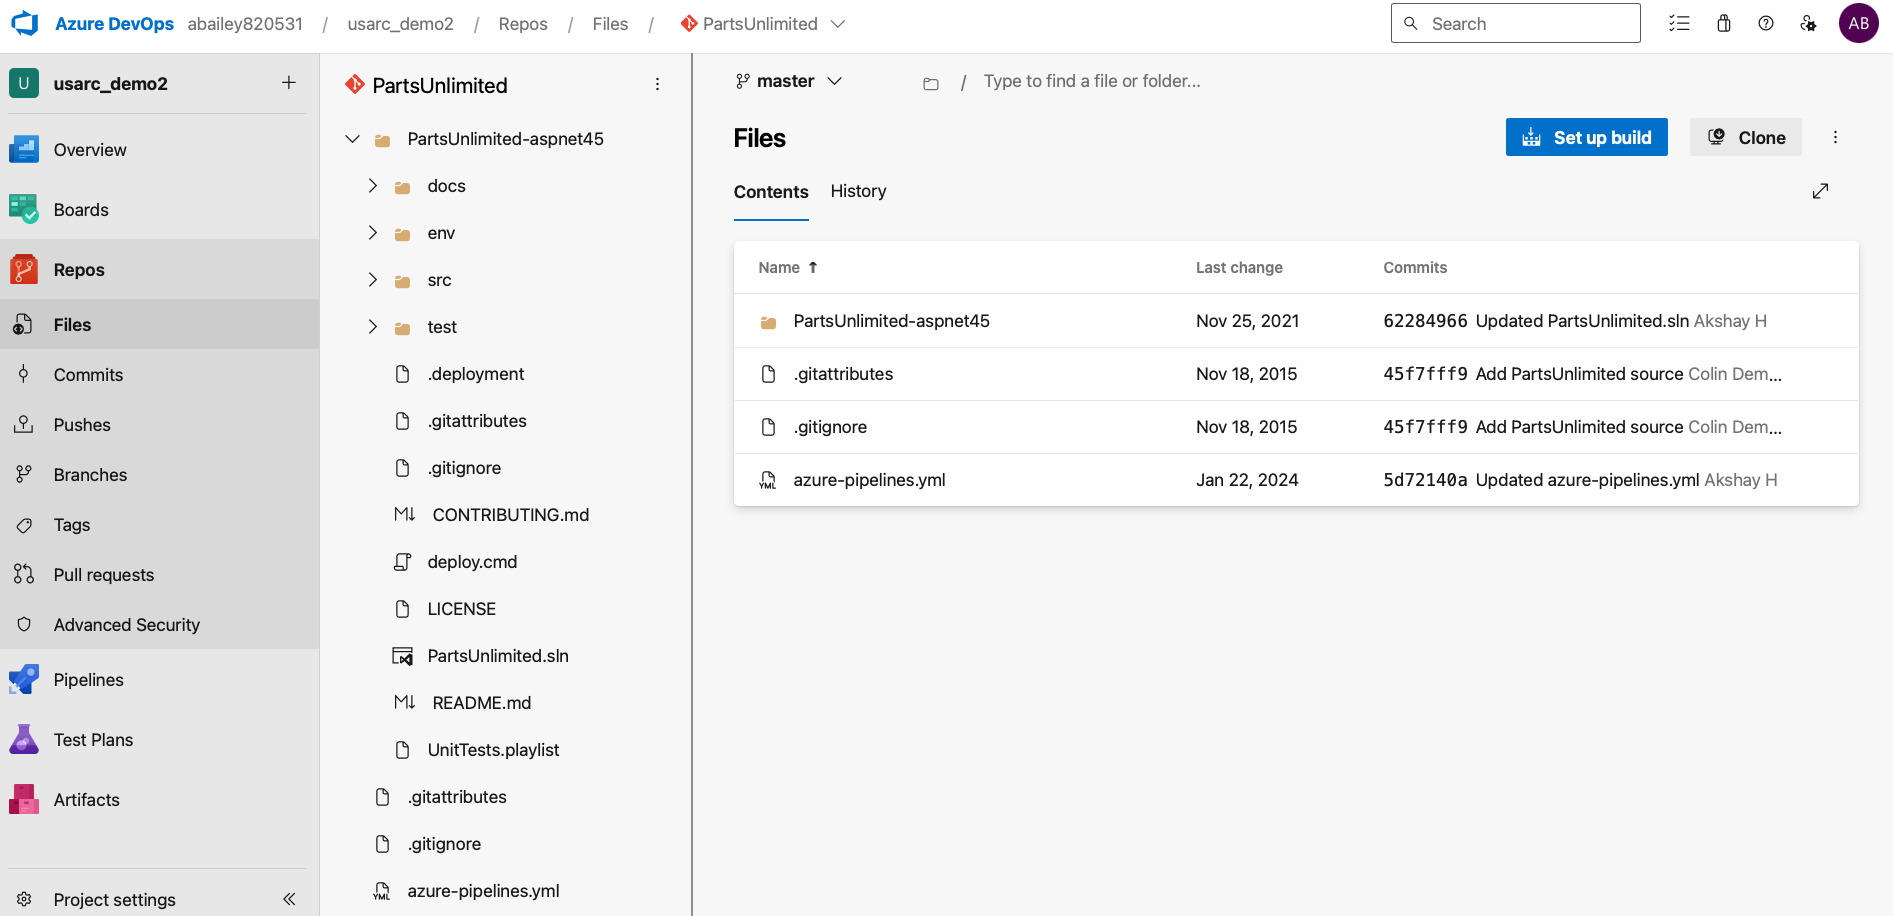 Azure DevOps abailey820531 / usarc_demo2 / Repos / Files / PartsUnlimited
Search
AB
U usarc_demo2
Overview
Boards
Repos
Files
Commits
Pushes
Branches
Tags
Pull requests
Advanced Security
Pipelines
Test Plans
Artifacts
Project settings
PartsUnlimited
PartsUnlimited-aspnet45
docs
env
src
test
.deployment
.gitattributes
.gitignore
M↓ CONTRIBUTING.md
deploy.cmd
LICENSE
PartsUnlimited.sln
M↓ README.md
UnitTests.playlist
.gitattributes
.gitignore
YML azure-pipelines.yml
master / Type to find a file or folder...
Files
Set up build
Clone
Contents History
Name ↑ Last change Commits
PartsUnlimited-aspnet45 Nov 25, 2021 62284966 Updated PartsUnlimited.sln Akshay H
.gitattributes Nov 18, 2015 45f7fff9 Add PartsUnlimited source Colin Dem...
.gitignore Nov 18, 2015 45f7fff9 Add PartsUnlimited source Colin Dem...
YML azure-pipelines.yml Jan 22, 2024 5d72140a Updated azure-pipelines.yml Akshay H